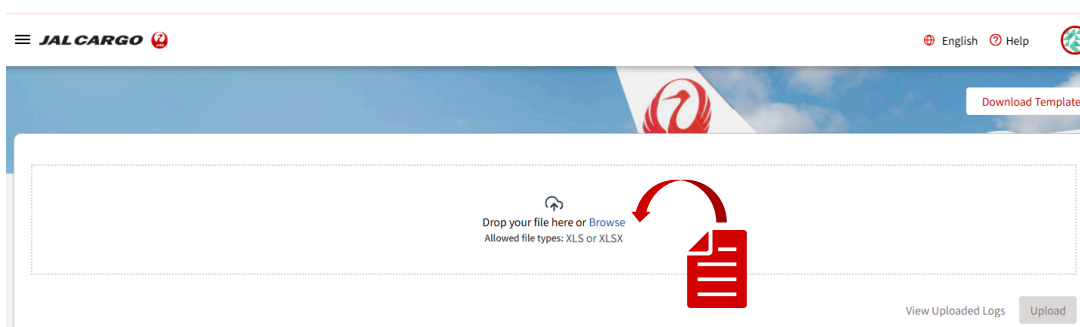 JAL CARGO
English
Help
Download Template
Drop your file here or Browse
Allowed file types: XLS or XLSX
View Uploaded Logs
Upload